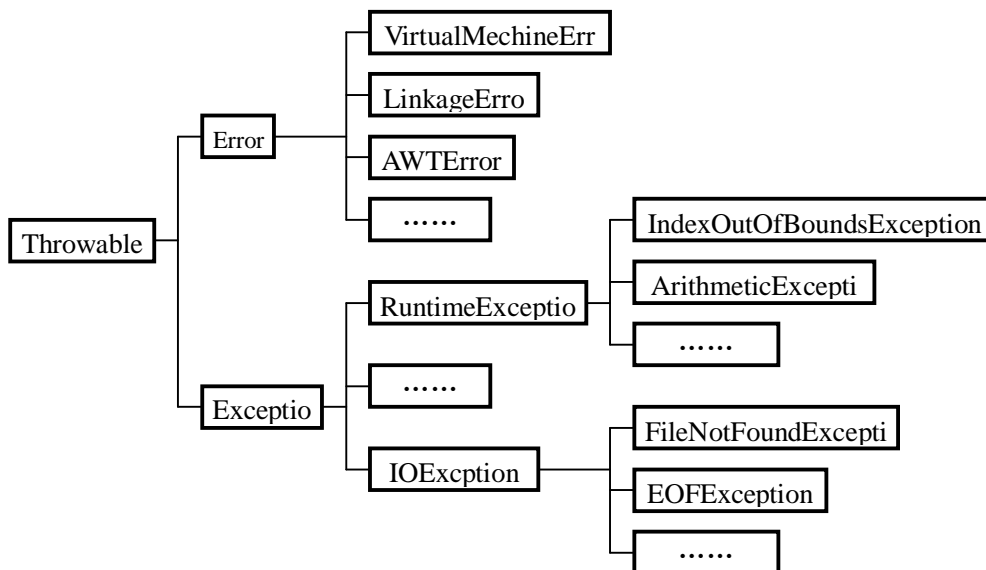 VirtualMechineErr
LinkageErro
Error
AWTError
……
IndexOutOfBoundsException
Throwable
ArithmeticExcepti
RuntimeExceptio
……
……
Exceptio
FileNotFoundExcepti
IOExcption
EOFException
……